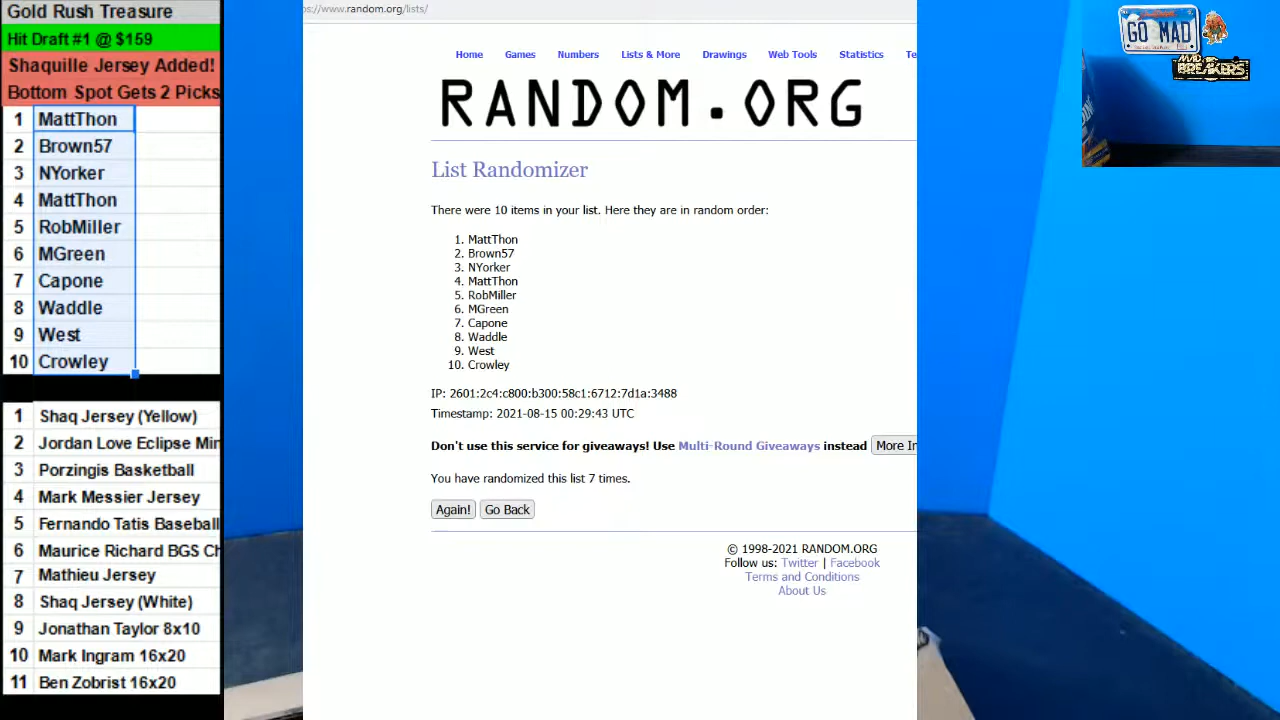 Gold Rush Treasure
Hit Draft #1 @ $159
Shaquille Jersey Added!
Bottom Spot Gets 2 Picks
1 MattThon
2 Brown57
3 NYorker
4 MattThon
5 RobMiller
6 MGreen
7 Capone
8 Waddle
9 West
10 Crowley
1 Shaq Jersey (Yellow)
2 Jordan Love Eclipse Min
3 Porzingis Basketball
4 Mark Messier Jersey
5 Fernando Tatis Baseball
6 Maurice Richard BGS Ch
7 Mathieu Jersey
8 Shaq Jersey (White)
9 Jonathan Taylor 8x10
10 Mark Ingram 16x20
11 Ben Zobrist 16x20
ps://www.random.org/lists/
Home Games Numbers Lists & More Drawings Web Tools Statistics Te
RANDOM.ORG
List Randomizer
There were 10 items in your list. Here they are in random order:
1. MattThon
2. Brown57
3. NYorker
4. MattThon
5. RobMiller
6. MGreen
7. Capone
8. Waddle
9. West
10. Crowley
IP: 2601:2c4:c800:b300:58c1:6712:7d1a:3488
Timestamp: 2021-08-15 00:29:43 UTC
Don't use this service for giveaways! Use Multi-Round Giveaways instead More In
You have randomized this list 7 times.
Again! Go Back
© 1998-2021 RANDOM.ORG
Follow us: Twitter | Facebook
Terms and Conditions
About Us
GO MAD
MAD
BREAKERS